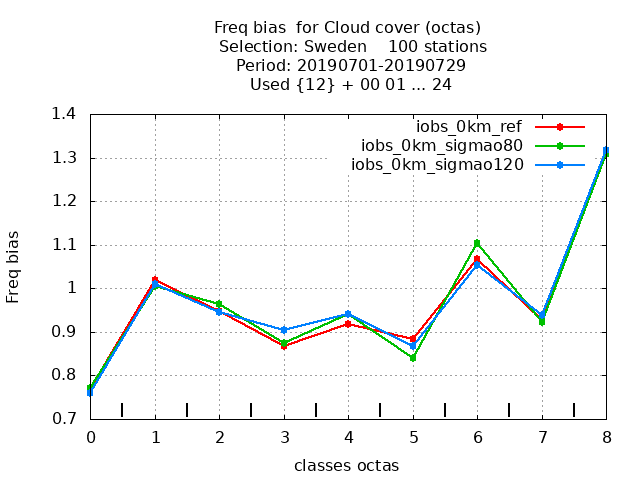 Freq bias  for Cloud cover (octas)
Selection: Sweden    100 stations
Period: 20190701-20190729
Used {12} + 00 01 ... 24
iobs_0km_ref
iobs_0km_sigmao80
iobs_0km_sigmao120
Freq bias
1.4
1.3
1.2
1.1
1
0.9
0.8
0.7
0 1 2 3 4 5 6 7 8
classes octas